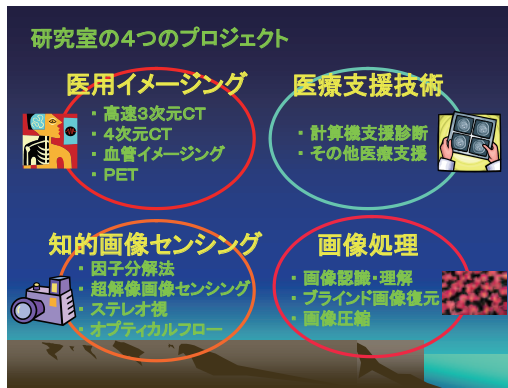 研究室の4つのプロジェクト
医用イメージング
・高速3次元CT
・4次元CT
・血管イメージング
・PET
医療支援技術
・計算機支援診断
・その他医療支援
知的画像センシング
・因子分解法
・超解像画像センシング
・ステレオ視
・オプティカルフロー
画像処理
・画像認識・理解
・ブラインド画像復元
・画像圧縮